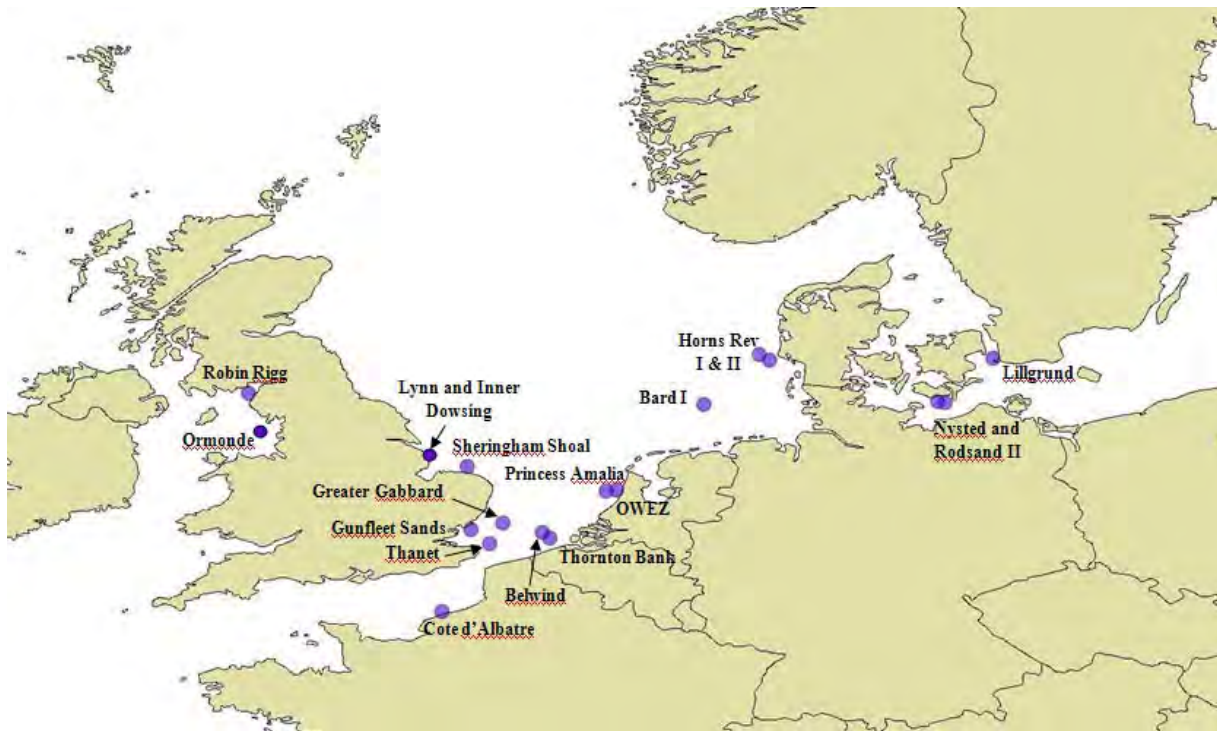 Horns Rev
I & II
Robin Rigg
Lillgrund
Lynn and Inner
Dowsing
Bard I
Ormonde
Nysted and
Rodsand II
Sheringham Shoal
Princess Amalia
Greater Gabbard
OWEZ
Gunfleet Sands
Thanet
Thornton Bank
Belwind
Cote d’Albatre